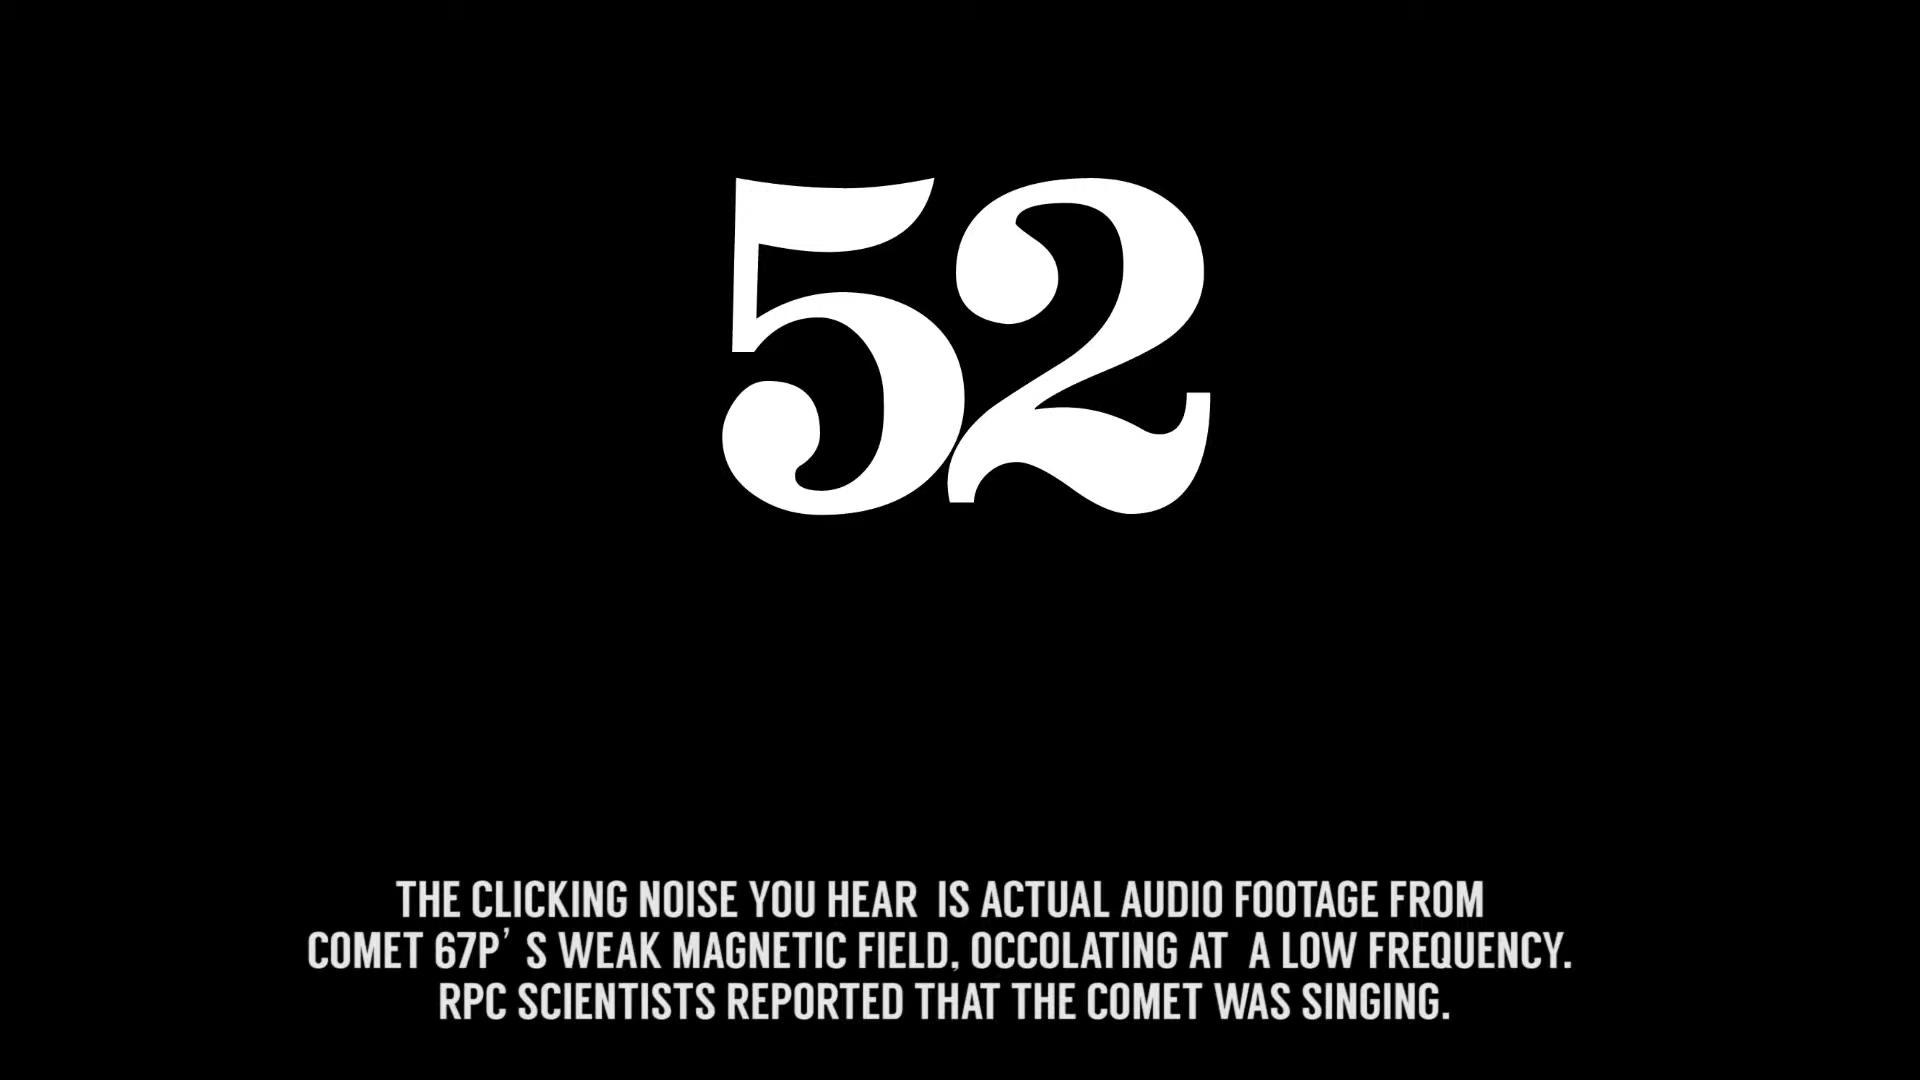 52
THE CLICKING NOISE YOU HEAR IS ACTUAL AUDIO FOOTAGE FROM
COMET 67P' S WEAK MAGNETIC FIELD, OCCOLATING AT A LOW FREQUENCY.
RPC SCIENTISTS REPORTED THAT THE COMET WAS SINGING.